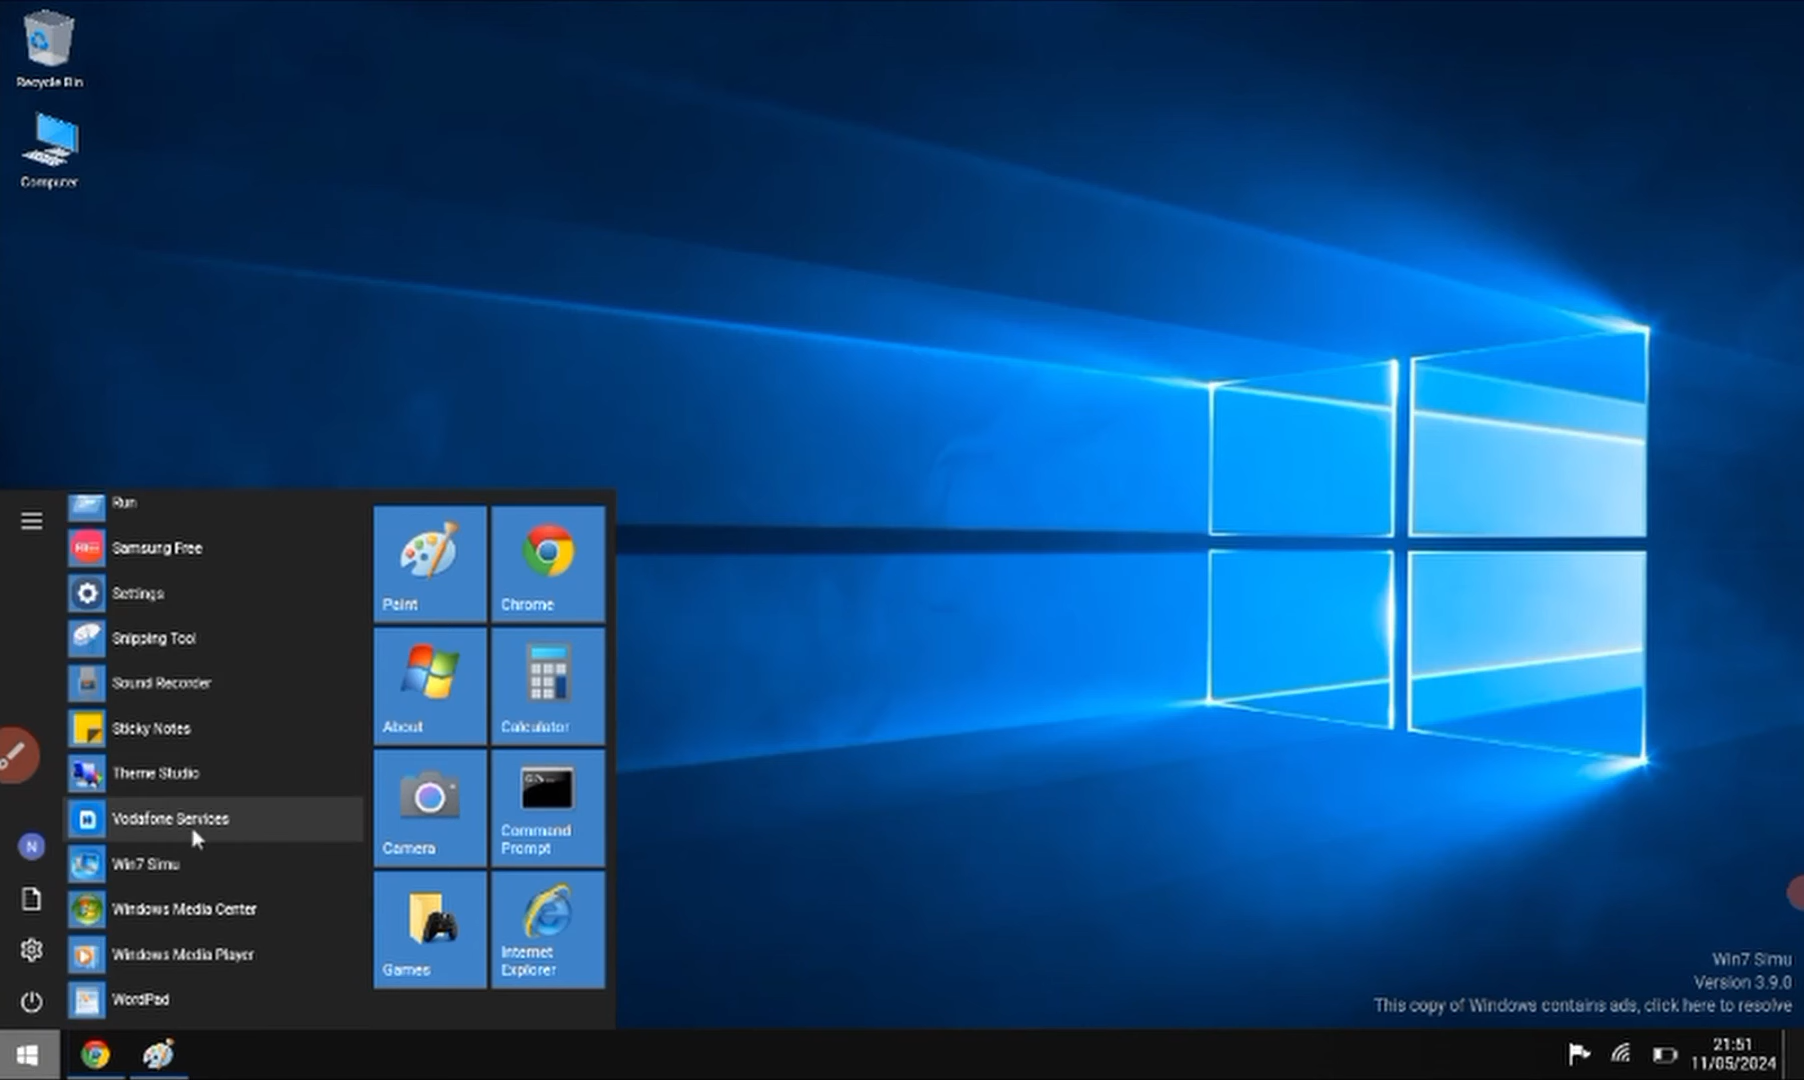 Recycle Bin
Computer
Run
Samsung Free
Settings
Snipping Tool
Sound Recorder
Sticky Notes
Theme Studio
Vodafone Services
Win7 Simu
Windows Media Center
Windows Media Player
WordPad
N
Paint
Chrome
About
Calculator
Camera
Command
Prompt
Games
Internet
Explorer
Win7 Simu
Version 3.9.0
This copy of Windows contains ads, click here to resolve
21:51
11/05/2024